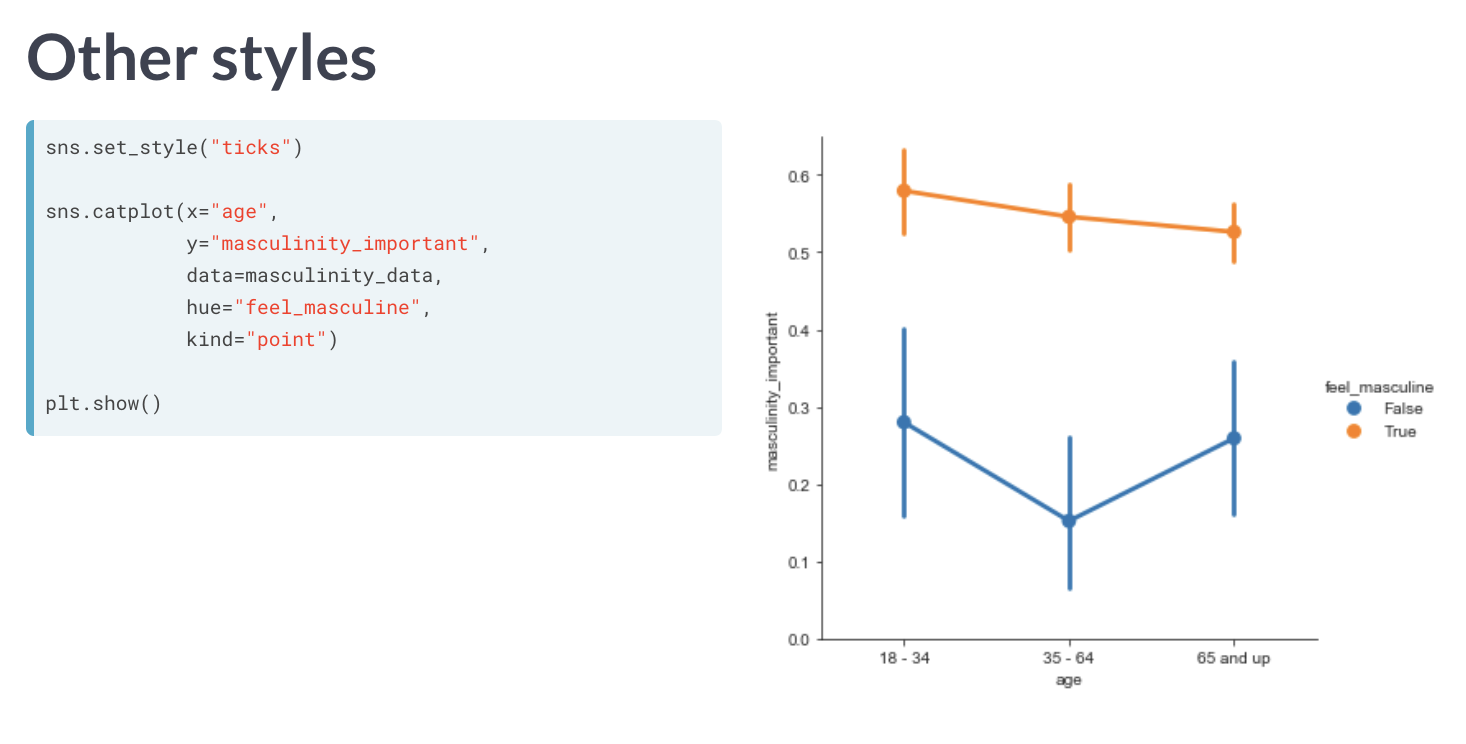 Other styles
sns.set_style("ticks")
sns.catplot(x="age",
y="masculinity_important",
data=masculinity_data,
hue="feel_masculine",
kind="point")
plt.show()
masculinity_important
0.6
0.5
0.4
0.3
0.2
0.1
0.0
18 - 34
35 - 64
65 and up
age
feel_masculine
False
True